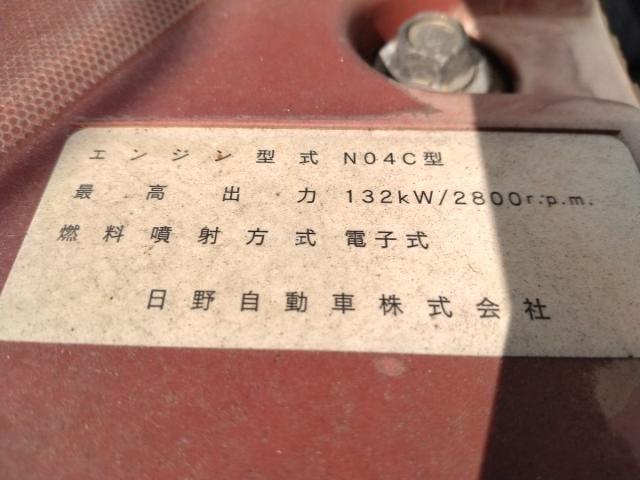 エンジン型式 N04C型
最高出力 132kW/2800r.p.m.
燃料噴射方式 電子式
日野自動車株式会社